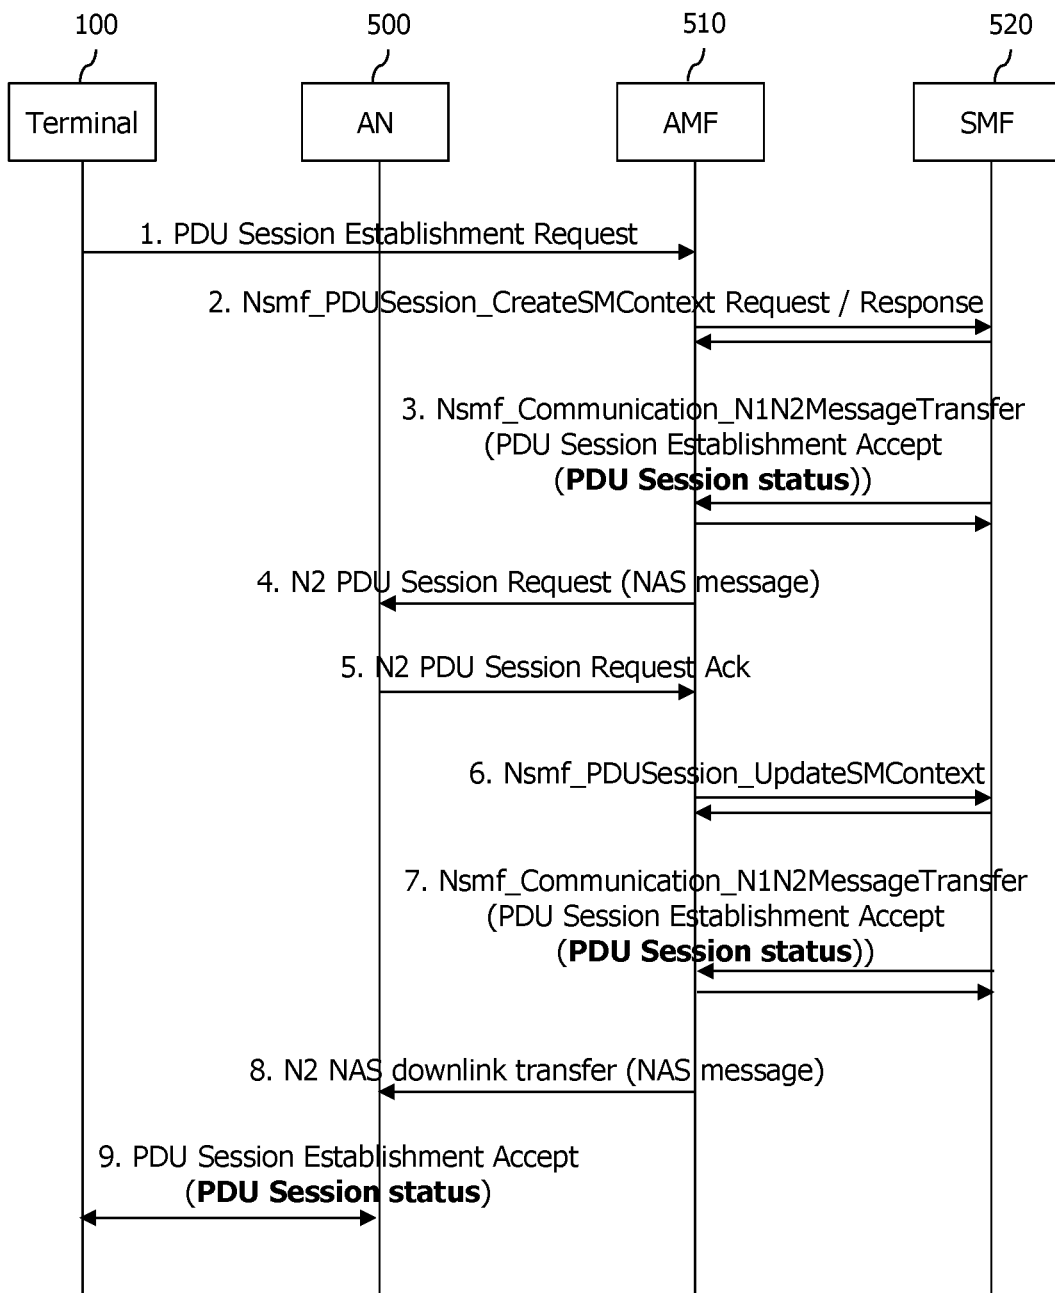 100
500
510
520
Terminal
AN
AMF
SMF
1. PDU Session Establishment Request
2. Nsmf_PDUSession_CreateSMContext Request / Response
3. Nsmf_Communication_N1N2MessageTransfer
(PDU Session Establishment Accept
(PDU Session status))
4. N2 PDU Session Request (NAS message)
5. N2 PDU Session Request Ack
6. Nsmf_PDUSession_UpdateSMContext
7. Nsmf_Communication_N1N2MessageTransfer
(PDU Session Establishment Accept
(PDU Session status))
8. N2 NAS downlink transfer (NAS message)
9. PDU Session Establishment Accept
(PDU Session status)